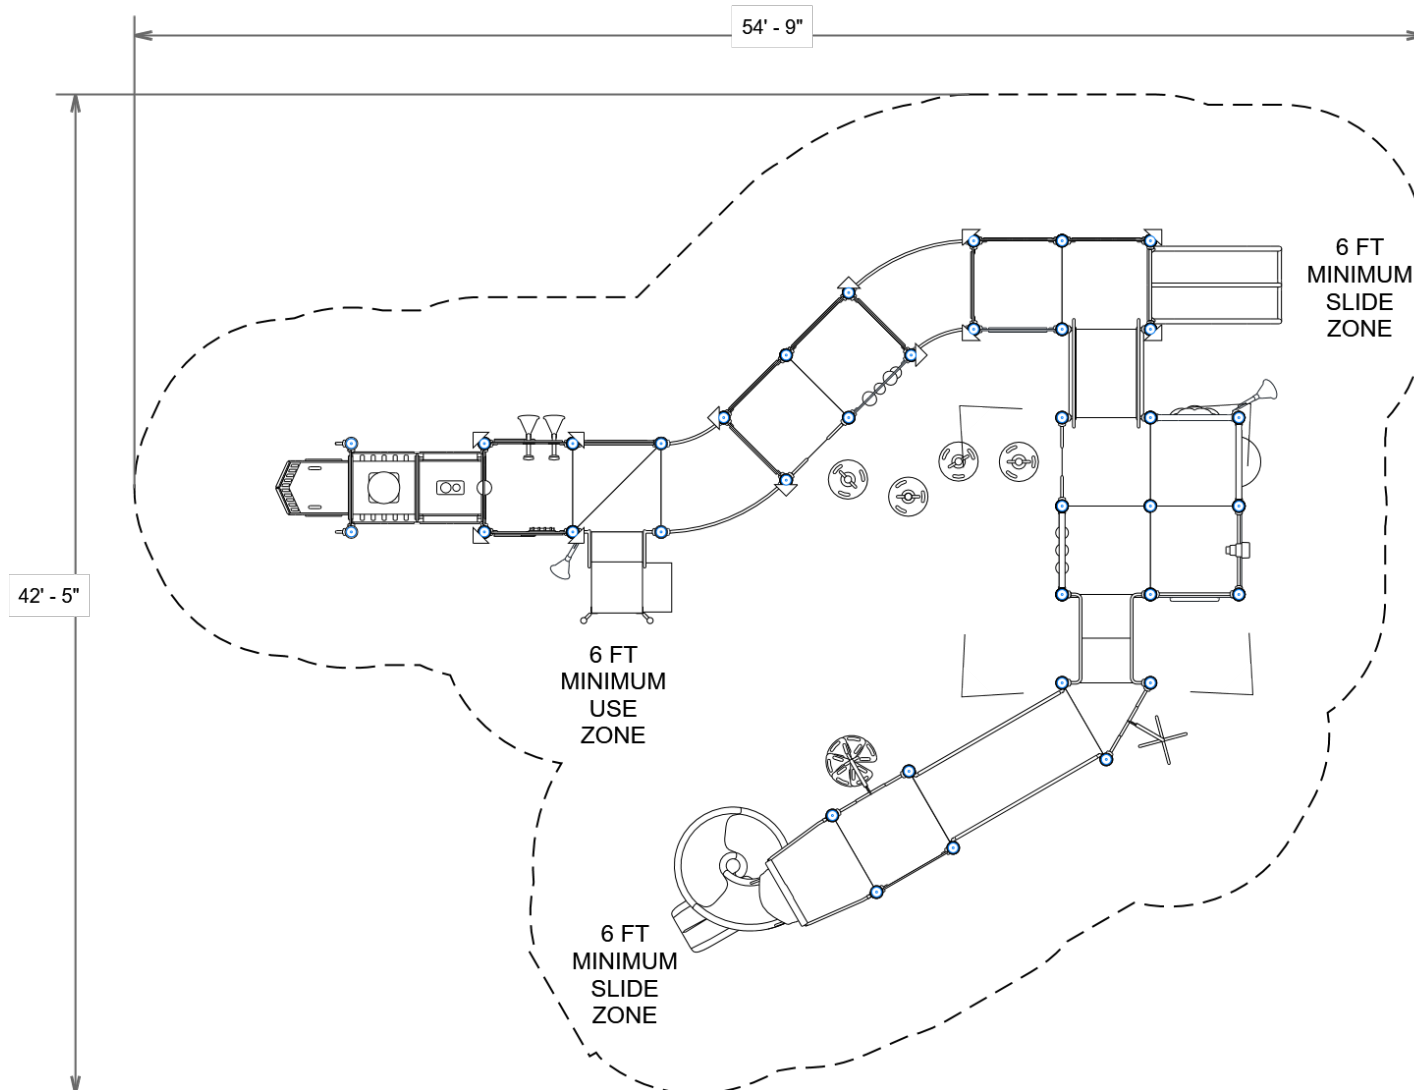 54' - 9"
6 FT
MINIMUM
SLIDE
ZONE
42' - 5"
6 FT
MINIMUM
USE
ZONE
6 FT
MINIMUM
SLIDE
ZONE